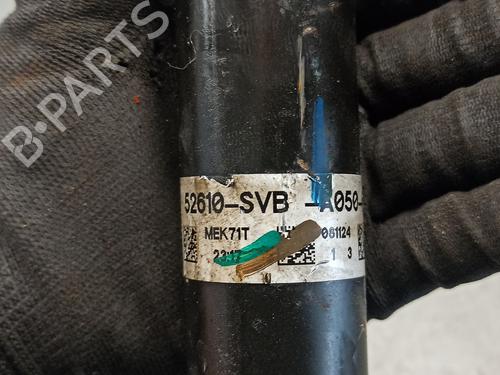 B-PARTS
52610-SVB -A050-
MEK71T 061124
1 3